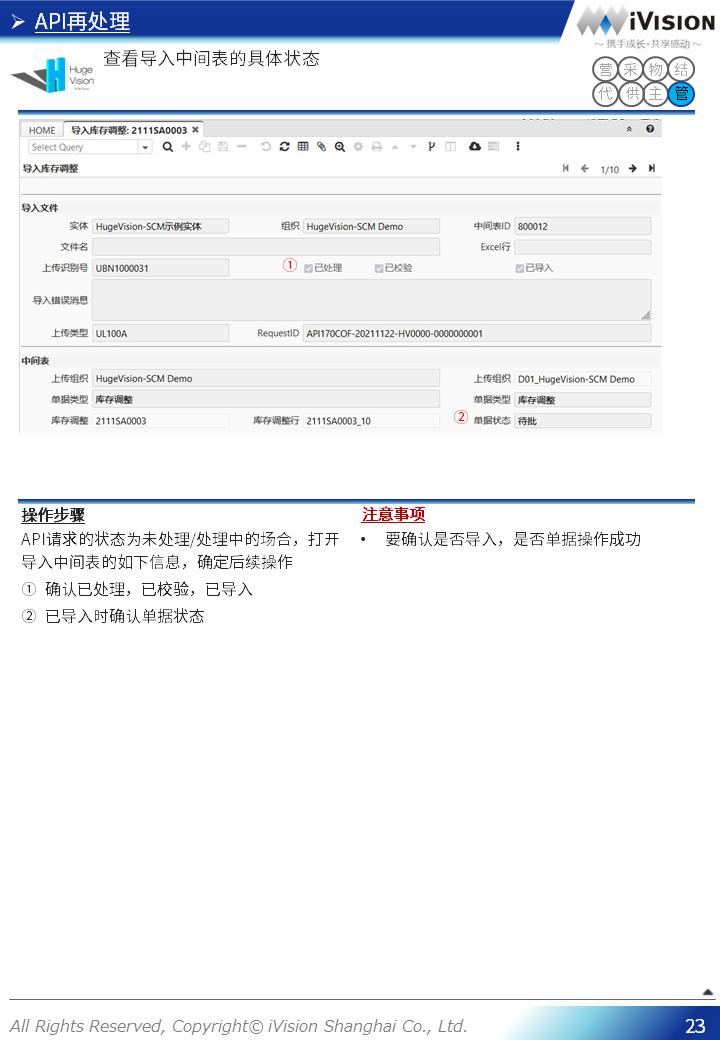 API再处理
iVision
～ 携手成长･共享感动 ～
Huge
Vision
查看导入中间表的具体状态
营 采 物 结
代 供 主 管
HOME 导入库存调整: 2111SA0003
Select Query
导入库存调整 1/10
导入文件
实体 HugeVision-SCM示例实体 组织 HugeVision-SCM Demo 中间表ID 800012
文件名 Excel行
上传识别号 UBN1000031 ① 已处理 已校验 已导入
导入错误消息
上传类型 UL100A RequestID API170COF-20211122-HV0000-0000000001
中间表
上传组织 HugeVision-SCM Demo 上传组织 D01_HugeVision-SCM Demo
单据类型 库存调整 单据类型 库存调整
库存调整 2111SA0003 库存调整行 2111SA0003_10 ② 单据状态 待批
操作步骤
API请求的状态为未处理/处理中的场合，打开
导入中间表的如下信息，确定后续操作
① 确认已处理，已校验，已导入
② 已导入时确认单据状态
注意事项
• 要确认是否导入，是否单据操作成功
All Rights Reserved, Copyright© iVision Shanghai Co., Ltd.
23